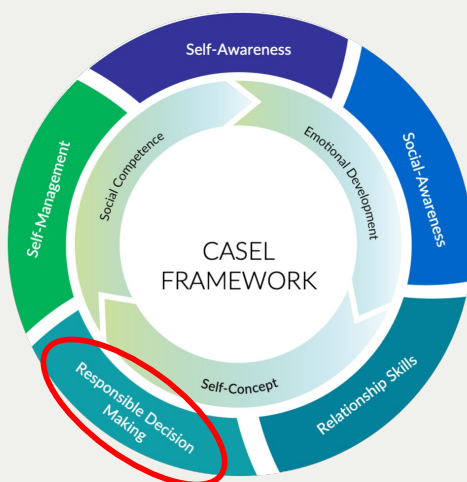 Self-Awareness
Social-Awareness
Relationship Skills
Responsible Decision
Making
Self-Management
Social Competence
Emotional Development
Self-Concept
CASEL
FRAMEWORK